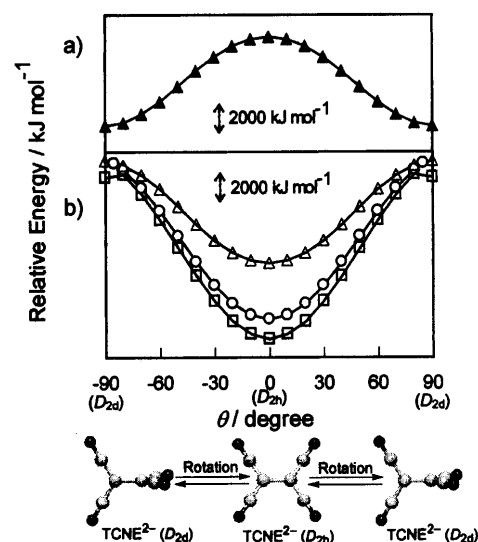 a)
2000 kJ mol⁻¹
b)
2000 kJ mol⁻¹
Relative Energy / kJ mol⁻¹
-90 -60 -30 0 30 60 90
(D2d) (D2h) (D2d)
θ / degree
Rotation Rotation
TCNE²⁻ (D2d) TCNE²⁻ (D2h) TCNE²⁻ (D2d)